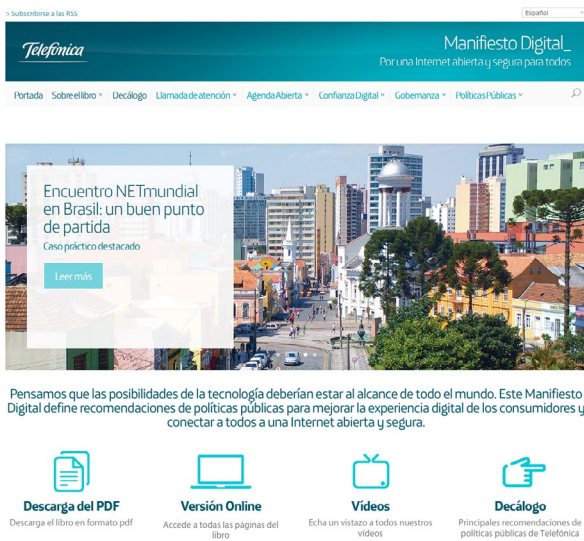 > Subscribirse a las RSS
Español
Telefónica
Manifiesto Digital_
Por una Internet abierta y segura para todos
Portada Sobre el libro Decálogo Llamada de atención Agenda Abierta Confianza Digital Gobernanza Políticas Públicas
Encuentro NETmundial
en Brasil: un buen punto
de partida
Caso práctico destacado
Leer más
Pensamos que las posibilidades de la tecnología deberían estar al alcance de todo el mundo. Este Manifiesto
Digital define recomendaciones de políticas públicas para mejorar la experiencia digital de los consumidores y
conectar a todos a una Internet abierta y segura.
Descarga del PDF Versión Online Vídeos Decálogo
Descarga el libro en formato pdf
Accede a todas las páginas del
libro
Echa un vistazo a todos nuestros
vídeos
Principales recomendaciones de
políticas públicas de Telefónica